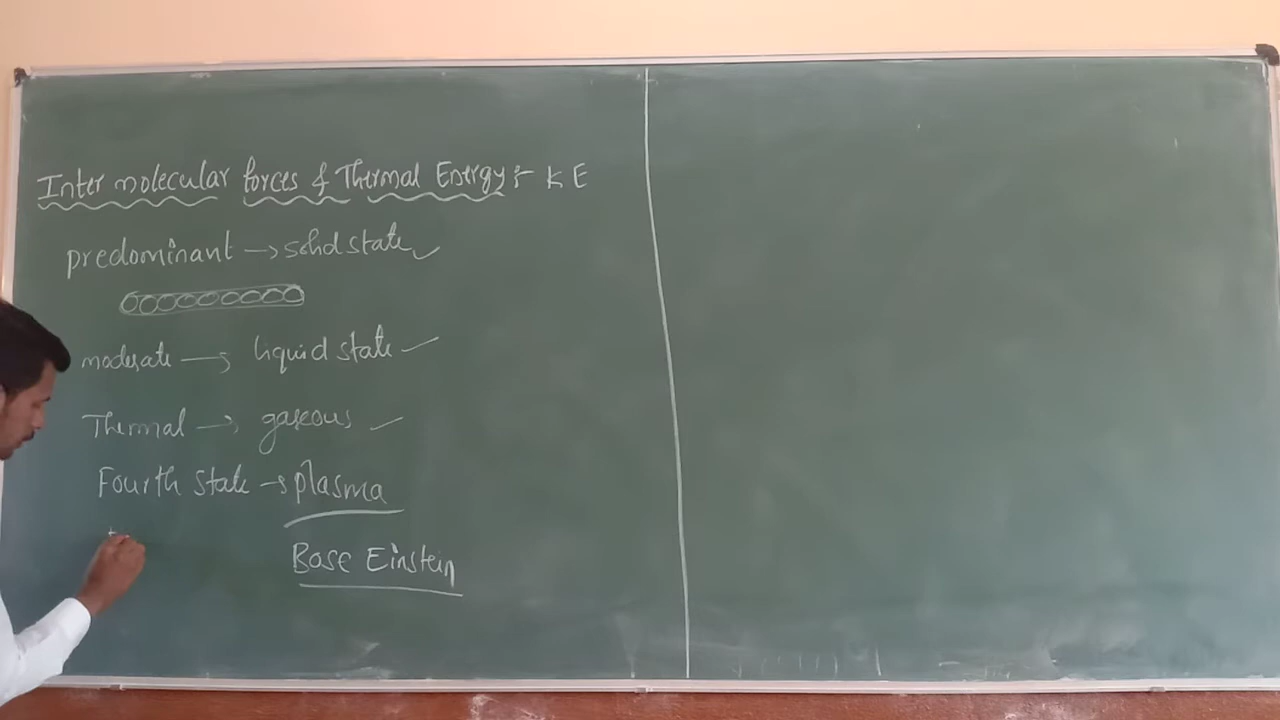 Inter molecular forces & Thermal Energy :- K E
predominant → solid state ✓
moderate → liquid state ✓
Thermal → gaseous ✓
Fourth state → plasma
Bose Einstein